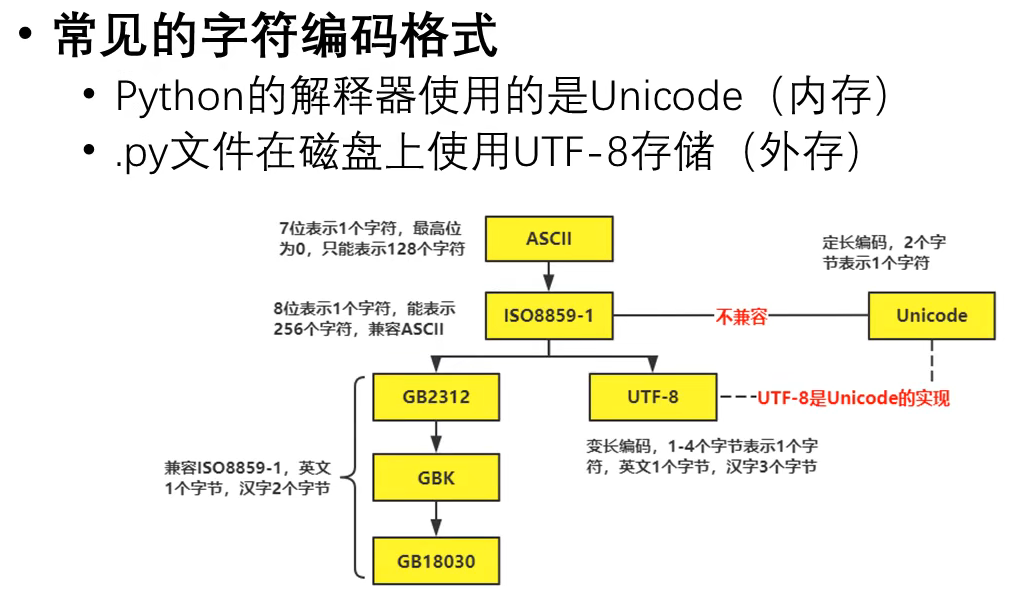 • 常见的字符编码格式
• Python的解释器使用的是Unicode（内存）
• .py文件在磁盘上使用UTF-8存储（外存）
7位表示1个字符，最高位
为0，只能表示128个字符
ASCII
定长编码，2个字
节表示1个字符
8位表示1个字符，能表示
256个字符，兼容ASCII
ISO8859-1
不兼容
Unicode
GB2312
UTF-8
UTF-8是Unicode的实现
变长编码，1-4个字节表示1个字
符，英文1个字节，汉字3个字节
兼容ISO8859-1，英文
1个字节，汉字2个字节
GBK
GB18030